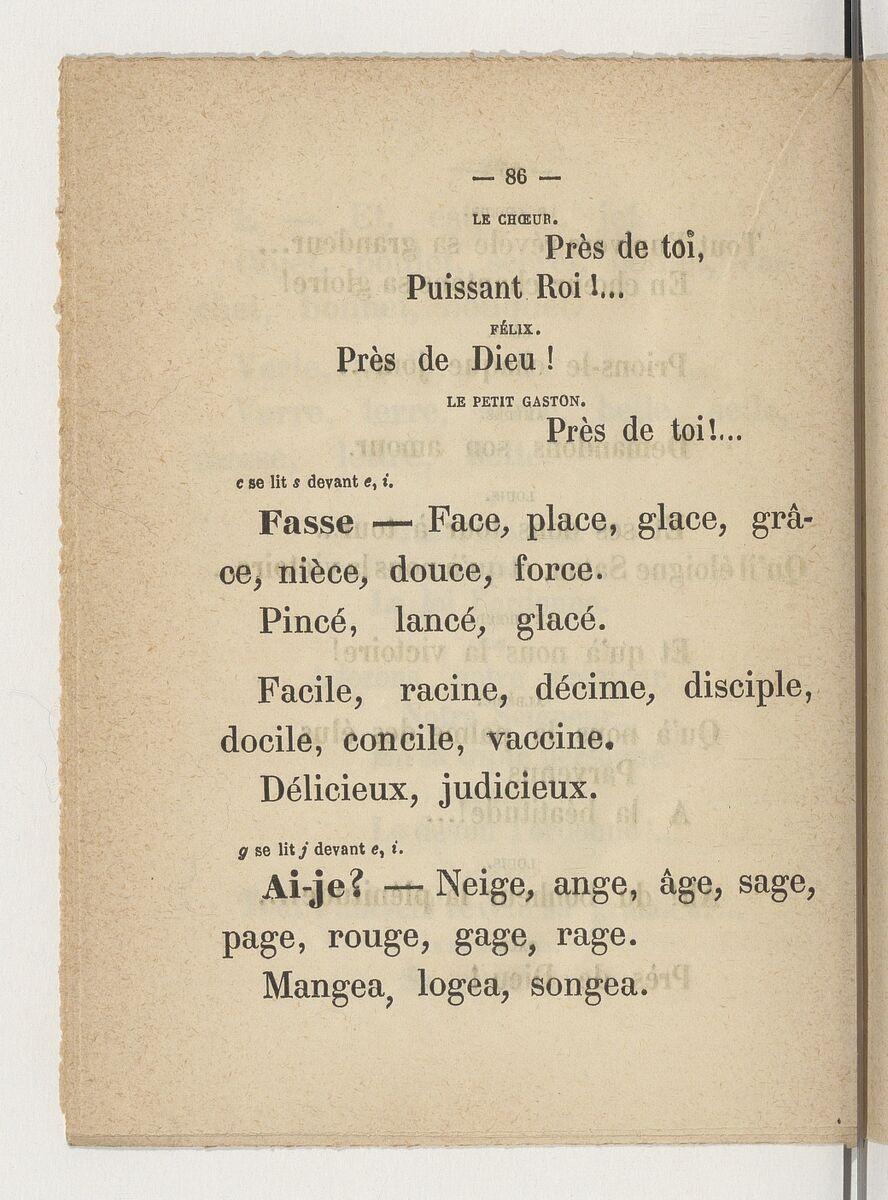 — 86 —
LE CHŒUR.
Près de toi,
Puissant Roi !...
FÉLIX.
Près de Dieu !
LE PETIT GASTON.
Près de toi !...
c se lit s devant e, i.
Fasse — Face, place, glace, grâ-
ce, nièce, douce, force.
Pincé, lancé, glacé.
Facile, racine, décime, disciple,
docile, concile, vaccine.
Délicieux, judicieux.
g se lit j devant e, i.
Ai-je? — Neige, ange, âge, sage,
page, rouge, gage, rage.
Mangea, logea, songea.